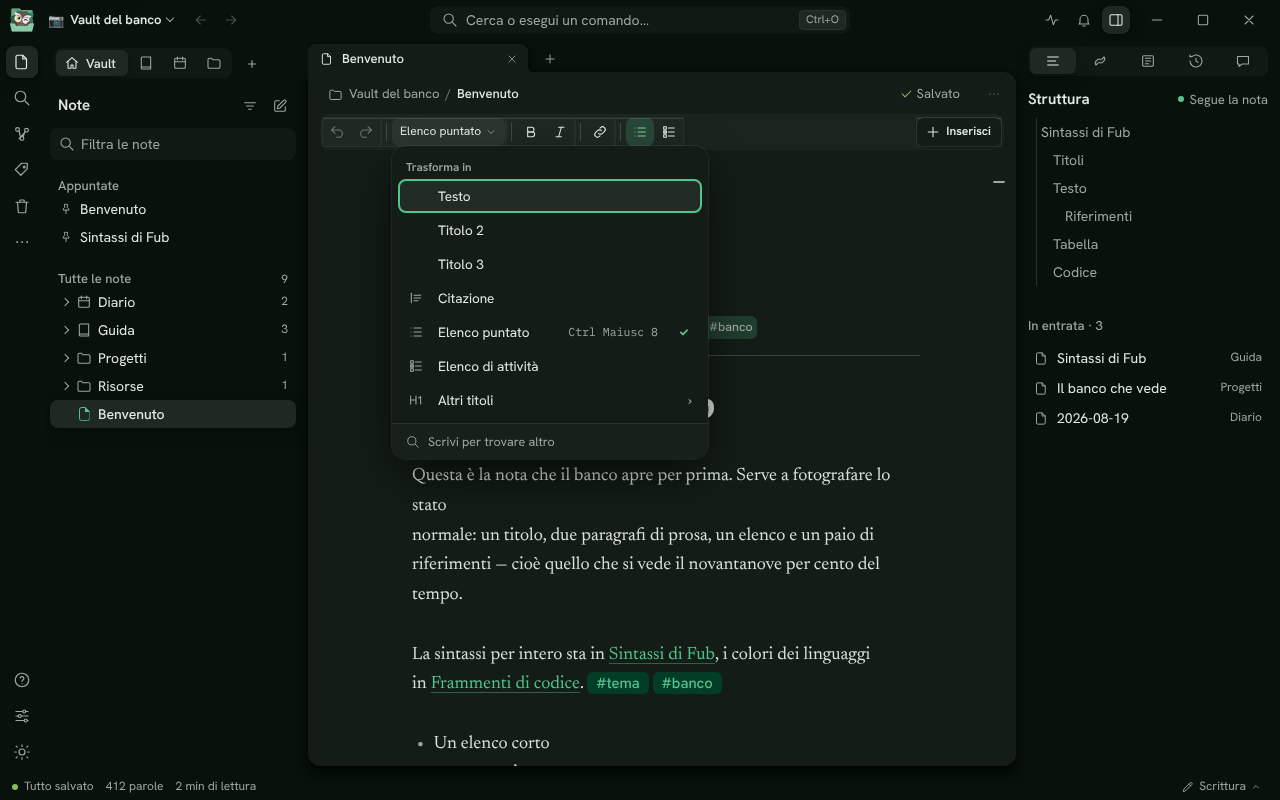 Vault del banco
Cerca o esegui un comando…
Ctrl+O
Vault
Note
Filtra le note
Appuntate
Benvenuto
Sintassi di Fub
Tutte le note 9
Diario 2
Guida 3
Progetti 1
Risorse 1
Benvenuto
Benvenuto
Vault del banco / Benvenuto
Salvato
Elenco puntato
B I
Inserisci
Trasforma in
Testo
Titolo 2
Titolo 3
Citazione
Elenco puntato Ctrl Maiusc 8
Elenco di attività
H1 Altri titoli
Scrivi per trovare altro
#banco
Questa è la nota che il banco apre per prima. Serve a fotografare lo
stato
normale: un titolo, due paragrafi di prosa, un elenco e un paio di
riferimenti — cioè quello che si vede il novantanove per cento del
tempo.
La sintassi per intero sta in Sintassi di Fub, i colori dei linguaggi
in Frammenti di codice. #tema #banco
• Un elenco corto
Struttura
Segue la nota
Sintassi di Fub
Titoli
Testo
Riferimenti
Tabella
Codice
In entrata · 3
Sintassi di Fub Guida
Il banco che vede Progetti
2026-08-19 Diario
Tutto salvato 412 parole 2 min di lettura
Scrittura